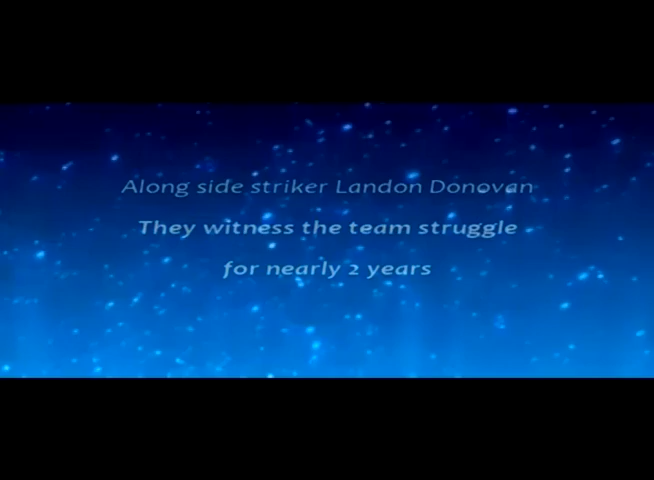 Along side striker Landon Donovan
They witness the team struggle
for nearly 2 years